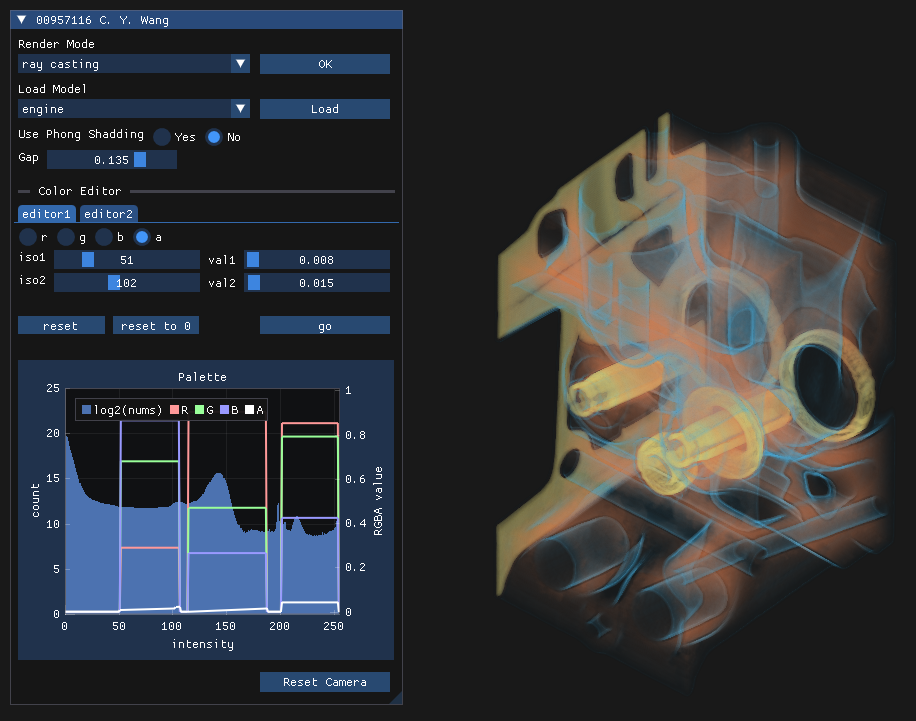 00957116 C. Y. Wang
Render Mode
ray casting OK
Load Model
engine Load
Use Phong Shadding Yes No
Gap 0.135
Color Editor
editor1 editor2
r g b a
iso1 51 val1 0.008
iso2 102 val2 0.015
reset reset to 0 go
Palette
25 1
log2(nums) R G B A
20 0.8
15 0.6
count RGBA value
10 0.4
5 0.2
0 0
0 50 100 150 200 250
intensity
Reset Camera